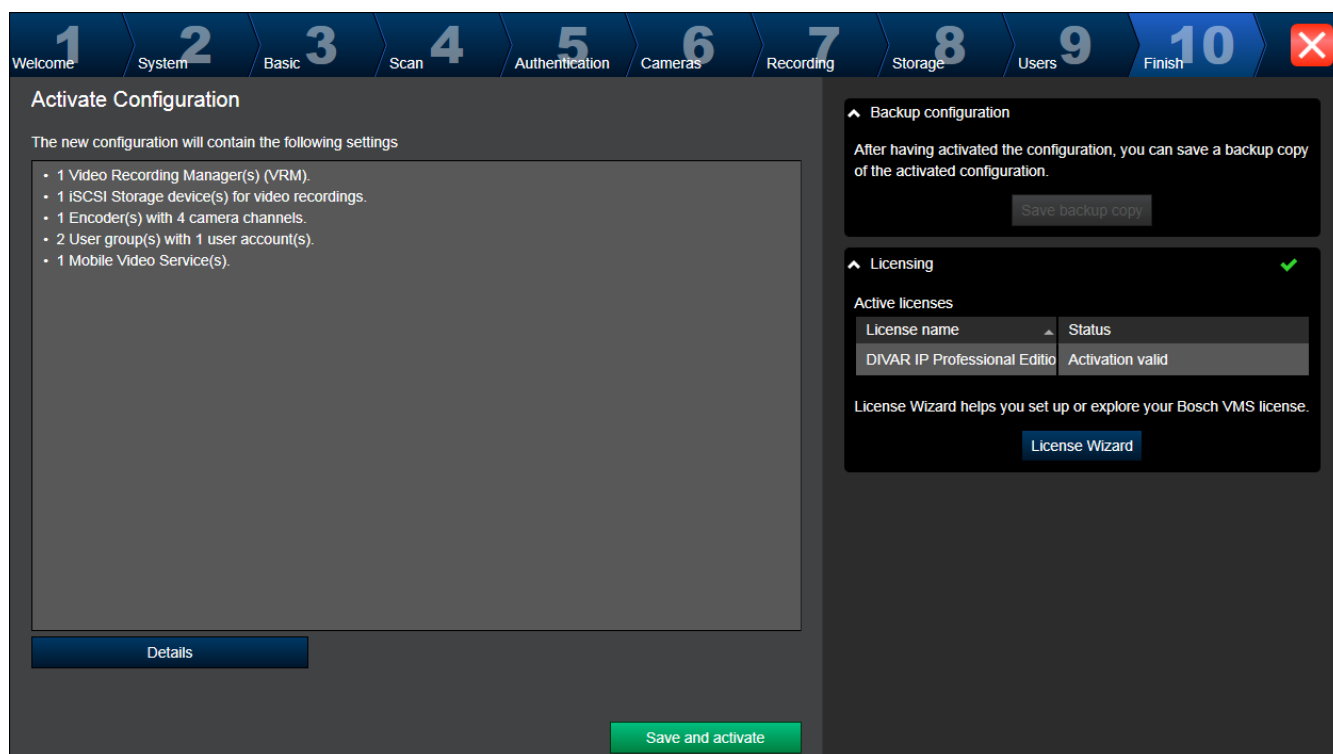 1 Welcome
2 System
3 Basic
4 Scan
5 Authentication
6 Cameras
7 Recording
8 Storage
9 Users
10 Finish
Activate Configuration
The new configuration will contain the following settings
• 1 Video Recording Manager(s) (VRM).
• 1 iSCSI Storage device(s) for video recordings.
• 1 Encoder(s) with 4 camera channels.
• 2 User group(s) with 1 user account(s).
• 1 Mobile Video Service(s).
Details
Save and activate
Backup configuration
After having activated the configuration, you can save a backup copy
of the activated configuration.
Save backup copy
Licensing
Active licenses
License name Status
DIVAR IP Professional Editio Activation valid
License Wizard helps you set up or explore your Bosch VMS license.
License Wizard